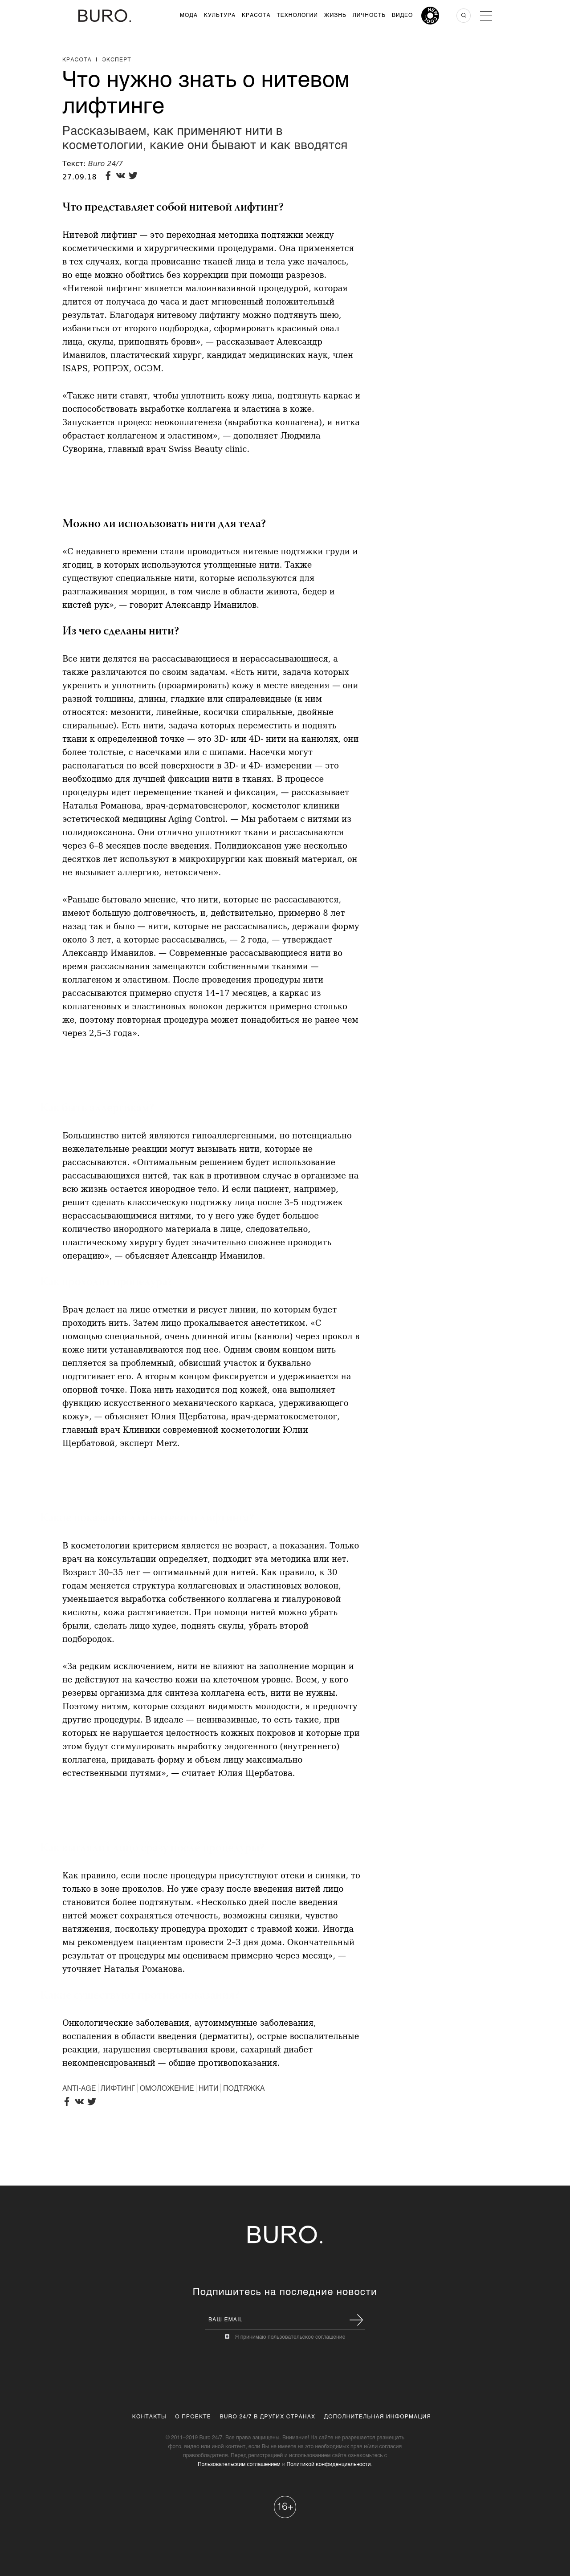 BURO.
МОДА КУЛЬТУРА КРАСОТА ТЕХНОЛОГИИ ЖИЗНЬ ЛИЧНОСТЬ ВИДЕО
КРАСОТА | ЭКСПЕРТ
Что нужно знать о нитевом
лифтинге
Рассказываем, как применяют нити в
косметологии, какие они бывают и как вводятся
Текст: Buro 24/7
27.09.18
Что представляет собой нитевой лифтинг?
Нитевой лифтинг — это переходная методика подтяжки между
косметическими и хирургическими процедурами. Она применяется
в тех случаях, когда провисание тканей лица и тела уже началось,
но еще можно обойтись без коррекции при помощи разрезов.
«Нитевой лифтинг является малоинвазивной процедурой, которая
длится от получаса до часа и дает мгновенный положительный
результат. Благодаря нитевому лифтингу можно подтянуть шею,
избавиться от второго подбородка, сформировать красивый овал
лица, скулы, приподнять брови», — рассказывает Александр
Иманилов, пластический хирург, кандидат медицинских наук, член
ISAPS, РОПРЭХ, ОСЭМ.
«Также нити ставят, чтобы уплотнить кожу лица, подтянуть каркас и
поспособствовать выработке коллагена и эластина в коже.
Запускается процесс неоколлагенеза (выработка коллагена), и нитка
обрастает коллагеном и эластином», — дополняет Людмила
Суворина, главный врач Swiss Beauty clinic.
Можно ли использовать нити для тела?
«С недавнего времени стали проводиться нитевые подтяжки груди и
ягодиц, в которых используются утолщенные нити. Также
существуют специальные нити, которые используются для
разглаживания морщин, в том числе в области живота, бедер и
кистей рук», — говорит Александр Иманилов.
Из чего сделаны нити?
Все нити делятся на рассасывающиеся и нерассасывающиеся, а
также различаются по своим задачам. «Есть нити, задача которых
укрепить и уплотнить (проармировать) кожу в месте введения — они
разной толщины, длины, гладкие или спиралевидные (к ним
относятся: мезонити, линейные, косички спиральные, двойные
спиральные). Есть нити, задача которых переместить и поднять
ткани к определенной точке — это 3D- или 4D- нити на канюлях, они
более толстые, с насечками или с шипами. Насечки могут
располагаться по всей поверхности в 3D- и 4D- измерении — это
необходимо для лучшей фиксации нити в тканях. В процессе
процедуры идет перемещение тканей и фиксация, — рассказывает
Наталья Романова, врач-дерматовенеролог, косметолог клиники
эстетической медицины Aging Control. — Мы работаем с нитями из
полидиоксанона. Они отлично уплотняют ткани и рассасываются
через 6–8 месяцев после введения. Полидиоксанон уже несколько
десятков лет используют в микрохирургии как шовный материал, он
не вызывает аллергию, нетоксичен».
«Раньше бытовало мнение, что нити, которые не рассасываются,
имеют большую долговечность, и, действительно, примерно 8 лет
назад так и было — нити, которые не рассасывались, держали форму
около 3 лет, а которые рассасывались, — 2 года, — утверждает
Александр Иманилов. — Современные рассасывающиеся нити во
время рассасывания замещаются собственными тканями —
коллагеном и эластином. После проведения процедуры нити
рассасываются примерно спустя 14–17 месяцев, а каркас из
коллагеновых и эластиновых волокон держится примерно столько
же, поэтому повторная процедура может понадобиться не ранее чем
через 2,5–3 года».
Большинство нитей являются гипоаллергенными, но потенциально
нежелательные реакции могут вызывать нити, которые не
рассасываются. «Оптимальным решением будет использование
рассасывающихся нитей, так как в противном случае в организме на
всю жизнь остается инородное тело. И если пациент, например,
решит сделать классическую подтяжку лица после 3–5 подтяжек
нерассасывающимися нитями, то у него уже будет большое
количество инородного материала в лице, следовательно,
пластическому хирургу будет значительно сложнее проводить
операцию», — объясняет Александр Иманилов.
Врач делает на лице отметки и рисует линии, по которым будет
проходить нить. Затем лицо прокалывается анестетиком. «С
помощью специальной, очень длинной иглы (канюли) через прокол в
коже нити устанавливаются под нее. Одним своим концом нить
цепляется за проблемный, обвисший участок и буквально
подтягивает его. А вторым концом фиксируется и удерживается на
опорной точке. Пока нить находится под кожей, она выполняет
функцию искусственного механического каркаса, удерживающего
кожу», — объясняет Юлия Щербатова, врач-дерматокосметолог,
главный врач Клиники современной косметологии Юлии
Щербатовой, эксперт Merz.
В косметологии критерием является не возраст, а показания. Только
врач на консультации определяет, подходит эта методика или нет.
Возраст 30–35 лет — оптимальный для нитей. Как правило, к 30
годам меняется структура коллагеновых и эластиновых волокон,
уменьшается выработка собственного коллагена и гиалуроновой
кислоты, кожа растягивается. При помощи нитей можно убрать
брыли, сделать лицо худее, поднять скулы, убрать второй
подбородок.
«За редким исключением, нити не влияют на заполнение морщин и
не действуют на качество кожи на клеточном уровне. Всем, у кого
резервы организма для синтеза коллагена есть, нити не нужны.
Поэтому нитям, которые создают видимость молодости, я предпочту
другие процедуры. В идеале — неинвазивные, то есть такие, при
которых не нарушается целостность кожных покровов и которые при
этом будут стимулировать выработку эндогенного (внутреннего)
коллагена, придавать форму и объем лицу максимально
естественными путями», — считает Юлия Щербатова.
Как правило, если после процедуры присутствуют отеки и синяки, то
только в зоне проколов. Но уже сразу после введения нитей лицо
становится более подтянутым. «Несколько дней после введения
нитей может сохраняться отечность, возможны синяки, чувство
натяжения, поскольку процедура проходит с травмой кожи. Иногда
мы рекомендуем пациентам провести 2–3 дня дома. Окончательный
результат от процедуры мы оцениваем примерно через месяц», —
уточняет Наталья Романова.
Онкологические заболевания, аутоиммунные заболевания,
воспаления в области введения (дерматиты), острые воспалительные
реакции, нарушения свертывания крови, сахарный диабет
некомпенсированный — общие противопоказания.
ANTI-AGE | ЛИФТИНГ | ОМОЛОЖЕНИЕ | НИТИ | ПОДТЯЖКА
BURO.
Подпишитесь на последние новости
ВАШ EMAIL
Я принимаю пользовательское соглашение
КОНТАКТЫ О ПРОЕКТЕ BURO 24/7 В ДРУГИХ СТРАНАХ ДОПОЛНИТЕЛЬНАЯ ИНФОРМАЦИЯ
© 2011–2019 Buro 24/7. Все права защищены. Внимание! На сайте не разрешается размещать
фото, видео или иной контент, если Вы не имеете на это необходимых прав и/или согласия
правообладателя. Перед регистрацией и использованием сайта ознакомьтесь с
Пользовательским соглашением и Политикой конфиденциальности
16+